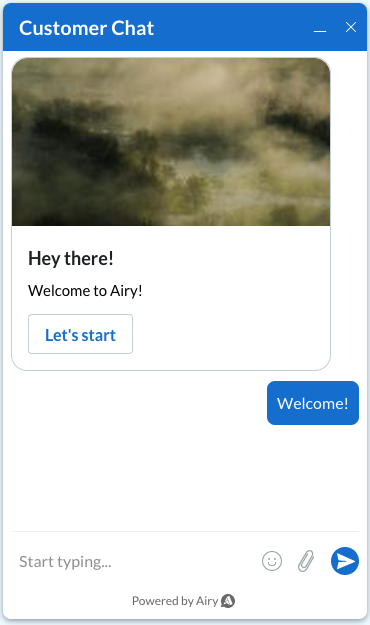 Customer Chat
Hey there!
Welcome to Airy!
Let's start
Welcome!
Start typing...
Powered by Airy